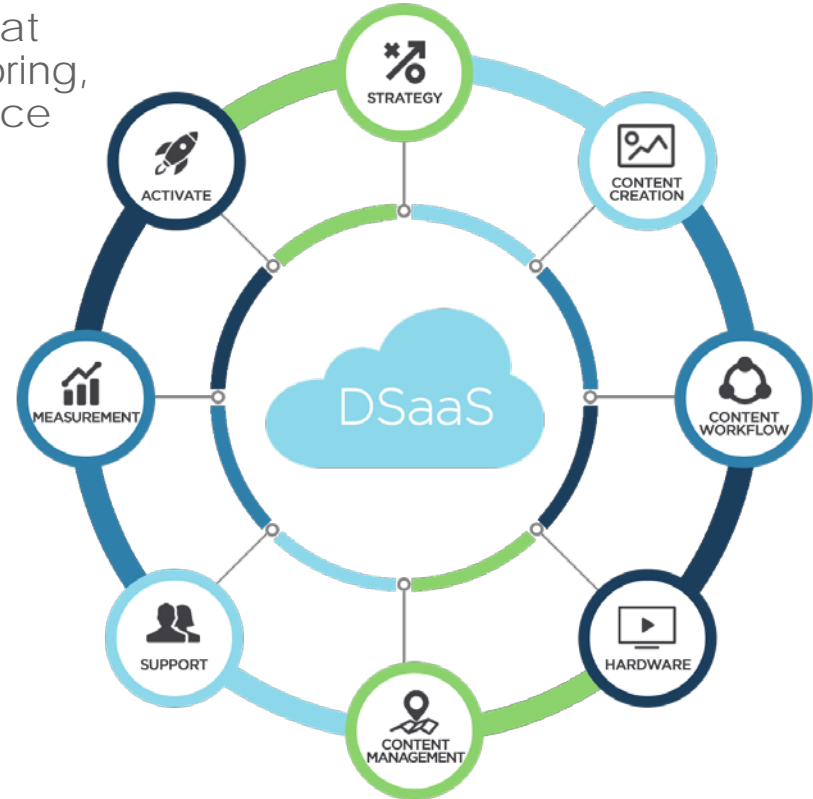 at
oring,
ce
STRATEGY
CONTENT
CREATION
CONTENT
WORKFLOW
HARDWARE
CONTENT
MANAGEMENT
SUPPORT
MEASUREMENT
ACTIVATE
DSaaS